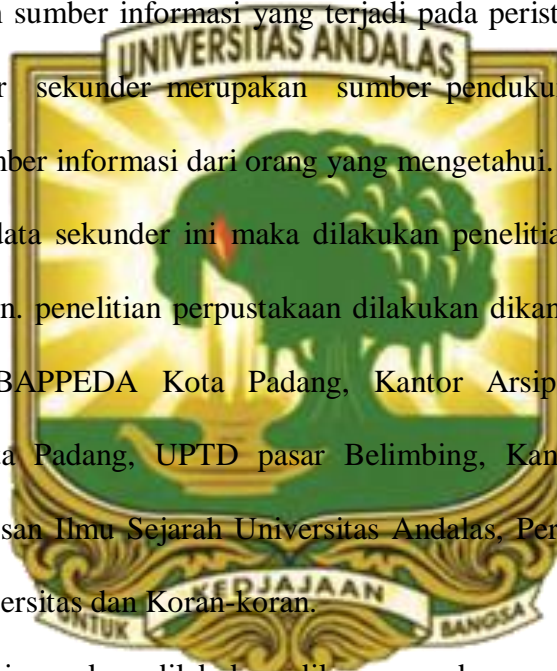 sumber informasi yang terjadi pada perist
UNIVERSITAS ANDALAS
sekunder merupakan sumber penduku
ber informasi dari orang yang mengetahui.
data sekunder ini maka dilakukan penelitia
n. penelitian perpustakaan dilakukan dikan
BAPPEDA Kota Padang, Kantor Arsip
a Padang, UPTD pasar Belimbing, Kan
san Ilmu Sejarah Universitas Andalas, Per
ersitas dan Koran-koran.
KEDJAJAAN
UNTUK BANGSA